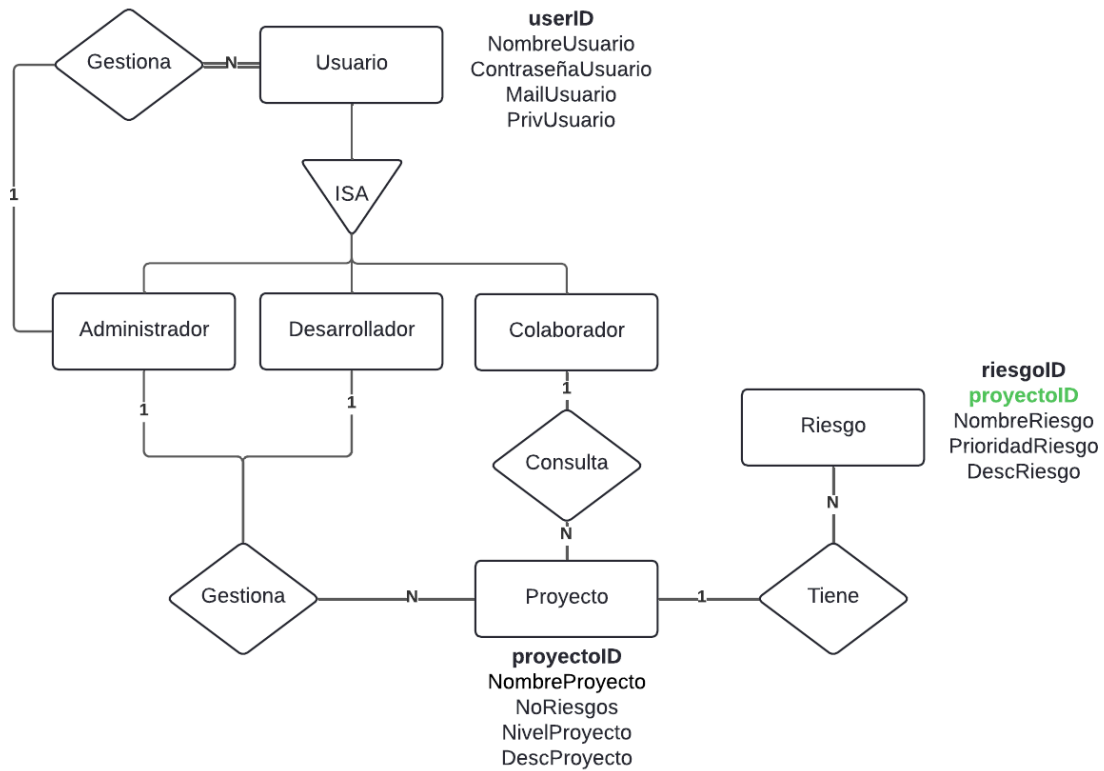 userID
Gestiona
N
Usuario
NombreUsuario
ContraseñaUsuario
MailUsuario
PrivUsuario
1
ISA
Administrador
Desarrollador
Colaborador
1
1
1
riesgoID
proyectoID
NombreRiesgo
PrioridadRiesgo
DescRiesgo
Riesgo
Consulta
N
N
Gestiona
N
Proyecto
1
Tiene
proyectoID
NombreProyecto
NoRiesgos
NivelProyecto
DescProyecto